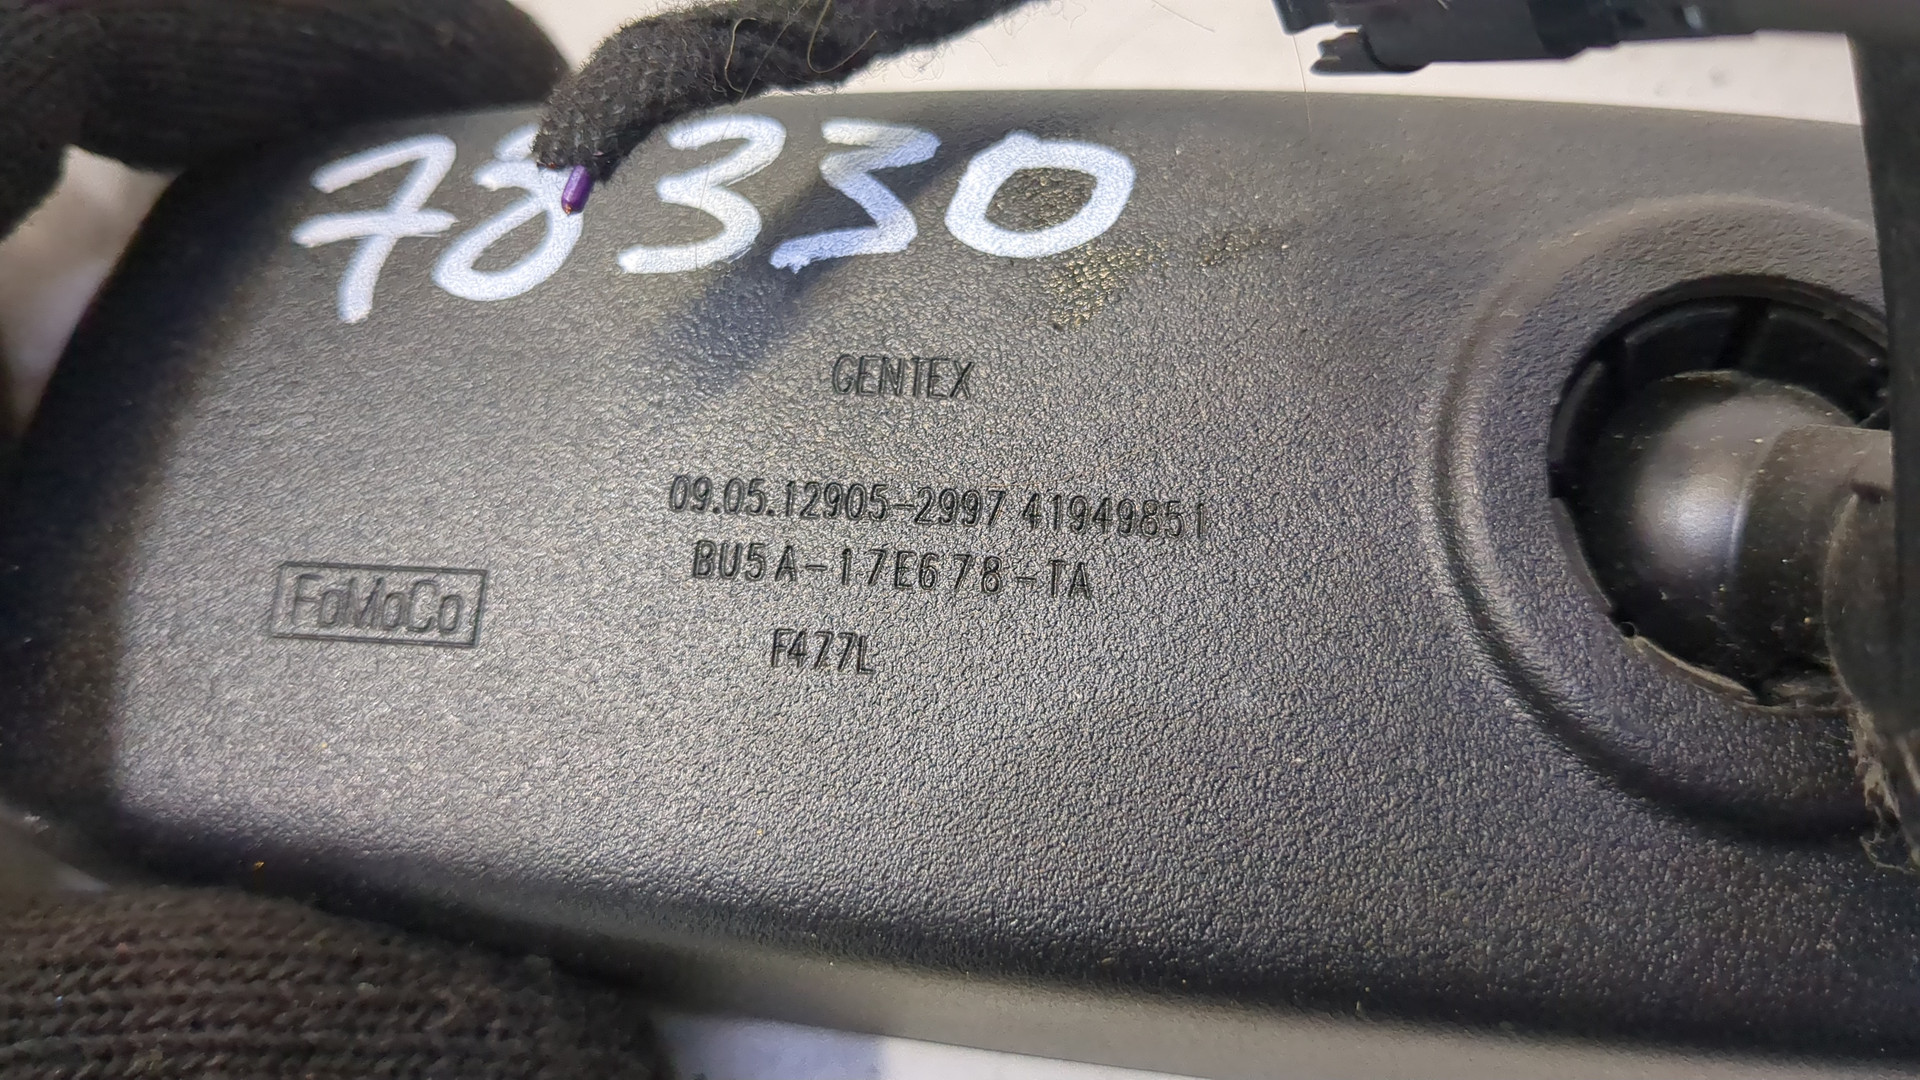 78330
GENTEX
09.05.12905-2997 41949851
BU5A-17E678-TA
FoMoCo
F477L